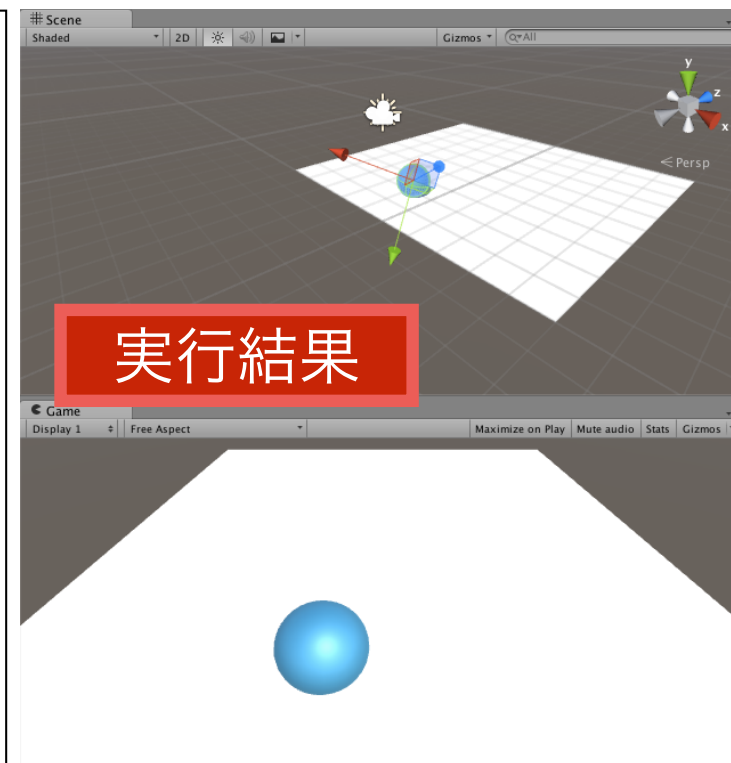 Scene
Shaded 2D Gizmos All
y
z
x
Persp
実行結果
Game
Display 1 Free Aspect Maximize on Play Mute audio Stats Gizmos